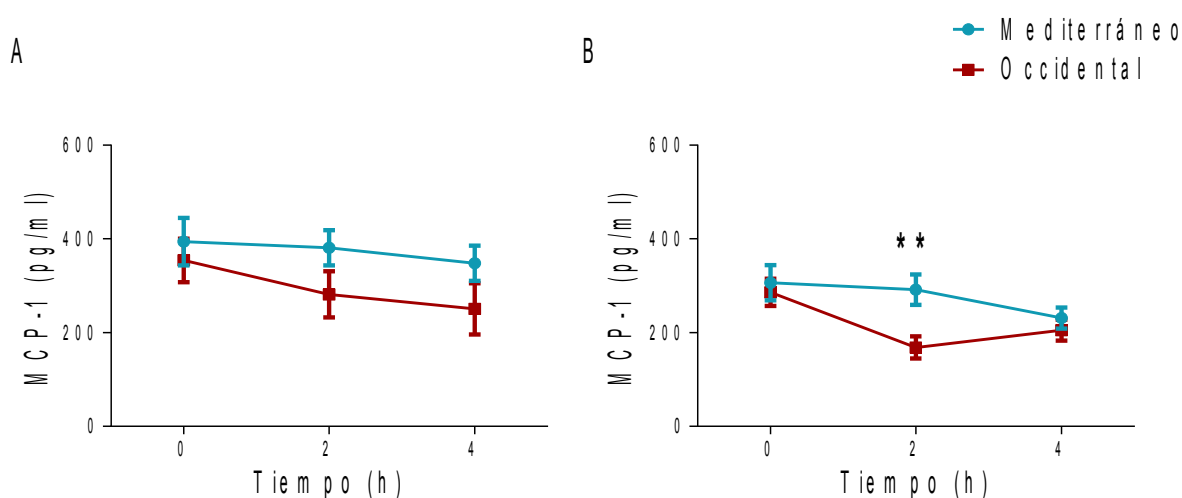 A
B
Mediterráneo
Occidental
MCP-1 (pg/ml)
600
400
200
0
0 2 4
Tiempo (h)
MCP-1 (pg/ml)
600
400
200
0
**
0 2 4
Tiempo (h)